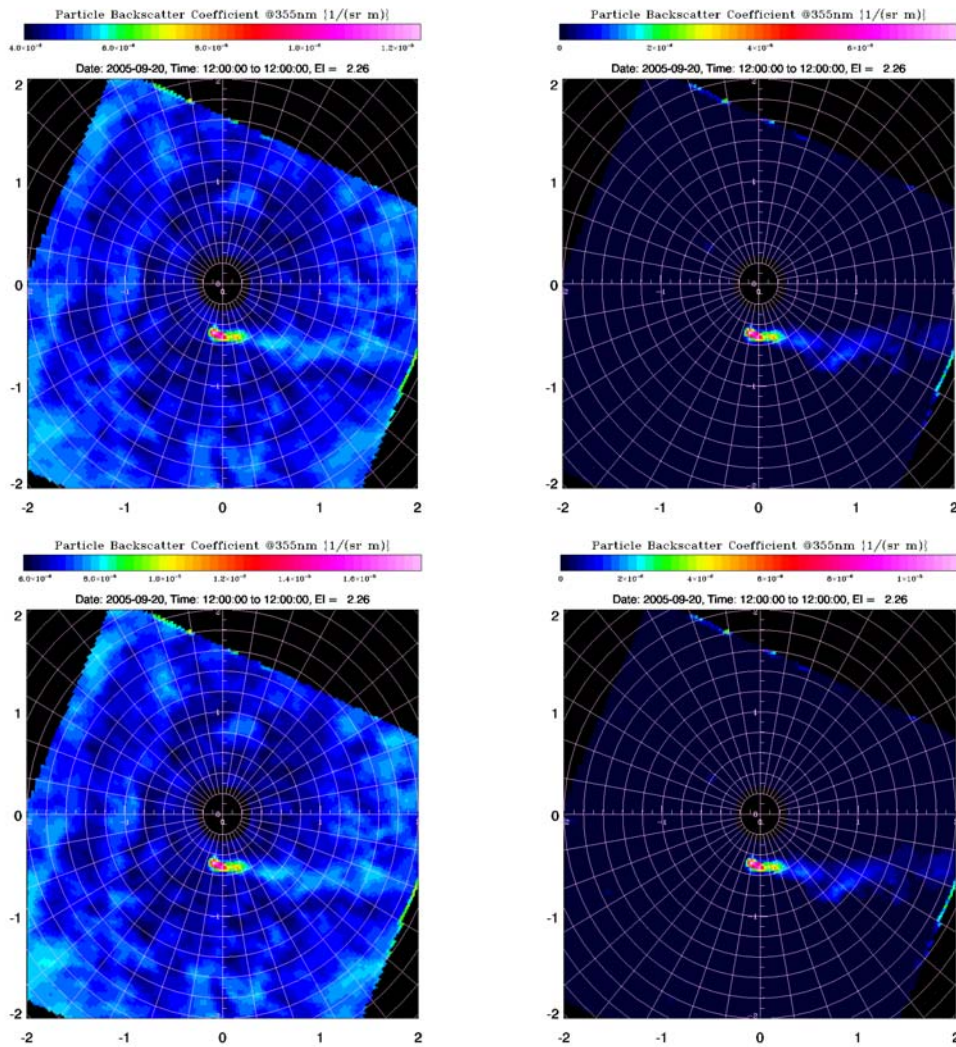 Particle Backscatter Coefficient @355nm {1/(sr m)}
Date: 2005-09-20, Time: 12:00:00 to 12:00:00, El = 2.26
2
1
0
-1
-2
-2 -1 0 1 2
Particle Backscatter Coefficient @355nm {1/(sr m)}
0
Date: 2005-09-20, Time: 12:00:00 to 12:00:00, El = 2.26
2
1
0
-1
-2
-2 -1 0 1 2
Particle Backscatter Coefficient @355nm {1/(sr m)}
Date: 2005-09-20, Time: 12:00:00 to 12:00:00, El = 2.26
2
1
0
-1
-2
-2 -1 0 1 2
Particle Backscatter Coefficient @355nm {1/(sr m)}
0
Date: 2005-09-20, Time: 12:00:00 to 12:00:00, El = 2.26
2
1
0
-1
-2
-2 -1 0 1 2